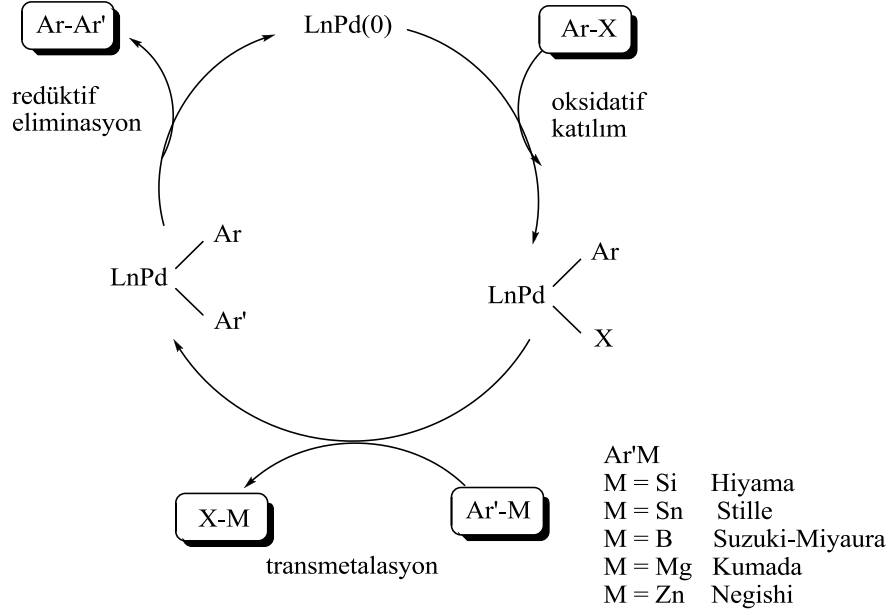 Ar-Ar'
LnPd(0)
Ar-X
redüktif
eliminasyon
oksidatif
katılım
Ar
LnPd
Ar'
Ar
LnPd
X
X-M
Ar'-M
transmetalasyon
Ar'M
M = Si Hiyama
M = Sn Stille
M = B Suzuki-Miyaura
M = Mg Kumada
M = Zn Negishi